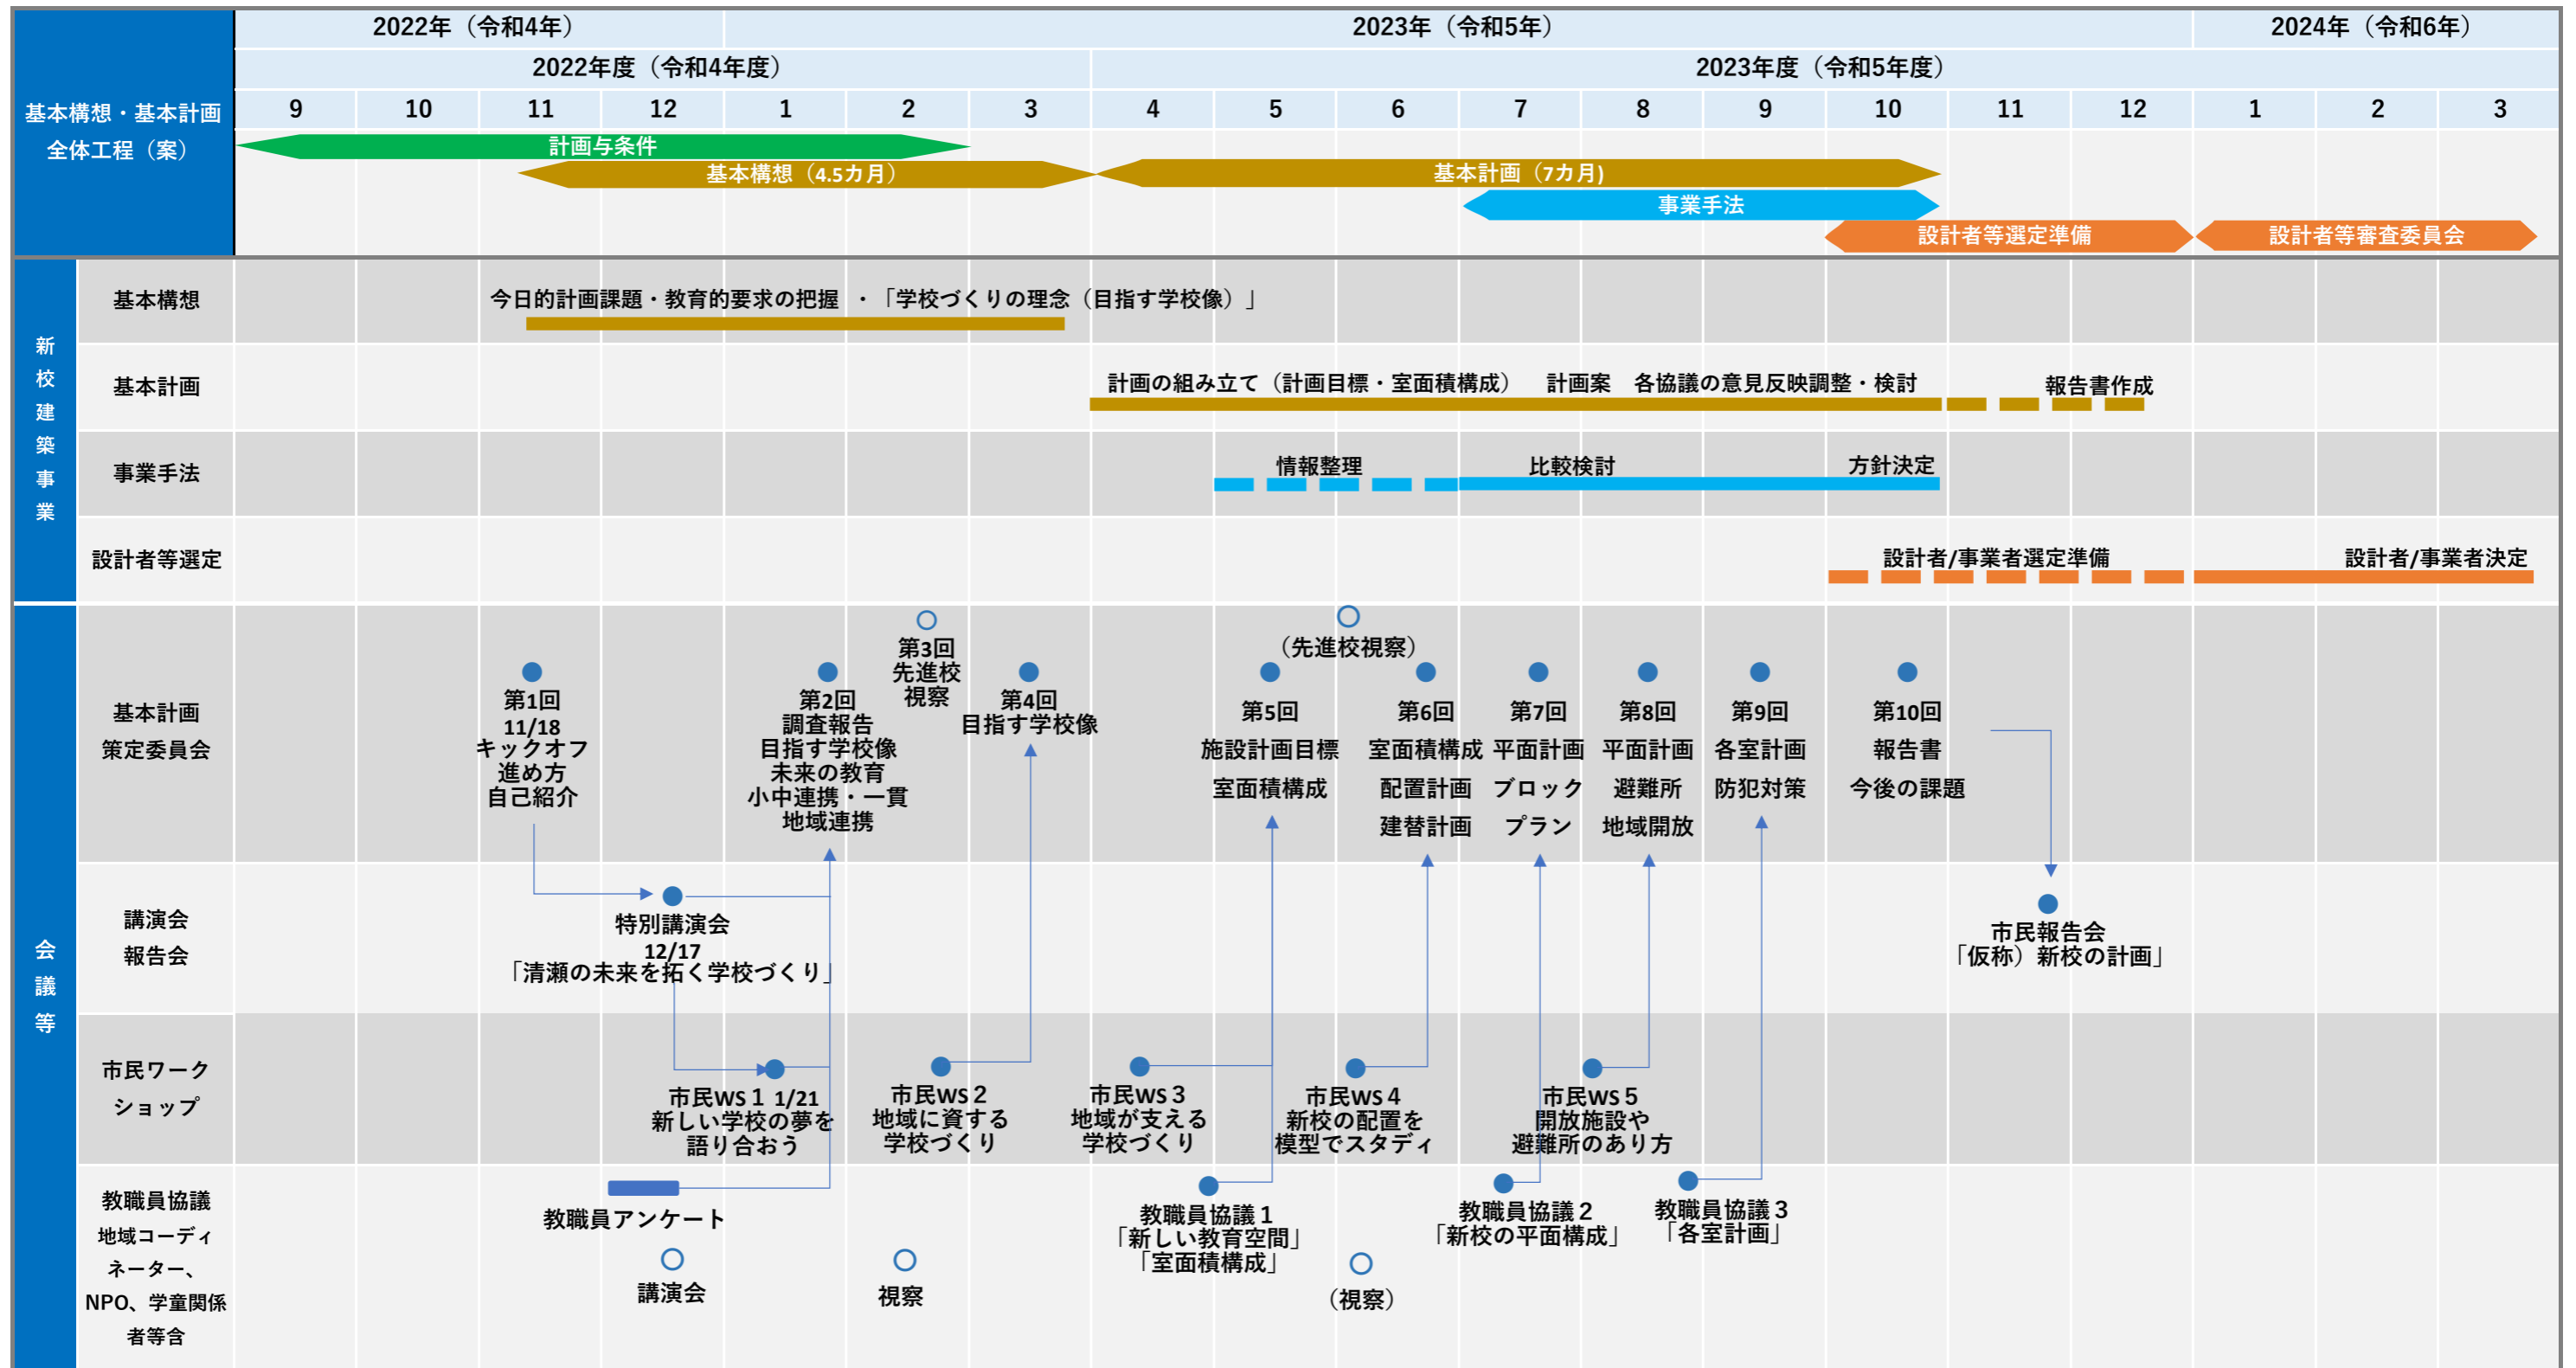 2022年（令和4年）
2023年（令和5年）
2024年（令和6年）
2022年度（令和4年度）
2023年度（令和5年度）
基本構想・基本計画
全体工程（案）
9 10 11 12 1 2 3 4 5 6 7 8 9 10 11 12 1 2 3
計画与条件
基本構想（4.5カ月）
基本計画（7カ月)
事業手法
設計者等選定準備
設計者等審査委員会
新校建築事業
基本構想
今日的計画課題・教育的要求の把握 ・「学校づくりの理念（目指す学校像）」
基本計画
計画の組み立て（計画目標・室面積構成） 計画案 各協議の意見反映調整・検討
報告書作成
事業手法
情報整理
比較検討
方針決定
設計者等選定
設計者/事業者選定準備
設計者/事業者決定
会議等
基本計画
策定委員会
第1回
11/18
キックオフ
進め方
自己紹介
第2回
調査報告
目指す学校像
未来の教育
小中連携・一貫
地域連携
第3回
先進校
視察
第4回
目指す学校像
（先進校視察）
第5回
施設計画目標
室面積構成
第6回
室面積構成
配置計画
建替計画
第7回
平面計画
ブロック
プラン
第8回
平面計画
避難所
地域開放
第9回
各室計画
防犯対策
第10回
報告書
今後の課題
講演会
報告会
特別講演会
12/17
「清瀬の未来を拓く学校づくり」
市民報告会
「仮称）新校の計画」
市民ワーク
ショップ
市民WS１ 1/21
新しい学校の夢を
語り合おう
市民WS２
地域に資する
学校づくり
市民WS３
地域が支える
学校づくり
市民WS４
新校の配置を
模型でスタディ
市民WS５
開放施設や
避難所のあり方
教職員協議
地域コーディ
ネーター、
NPO、学童関係
者等含
教職員アンケート
講演会
視察
教職員協議１
「新しい教育空間」
「室面積構成」
（視察）
教職員協議２
「新校の平面構成」
教職員協議３
「各室計画」